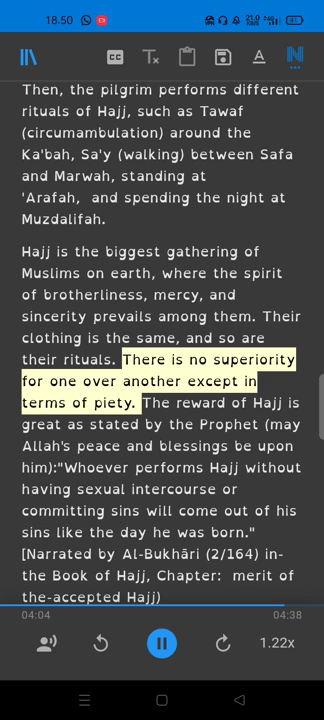 18.50
21.0
KB/S
41
CC
Tx
A
N
Then, the pilgrim performs different
rituals of Hajj, such as Tawaf
(circumambulation) around the
Ka'bah, Sa'y (walking) between Safa
and Marwah, standing at
'Arafah,  and spending the night at
Muzdalifah.
Hajj is the biggest gathering of
Muslims on earth, where the spirit
of brotherliness, mercy, and
sincerity prevails among them. Their
clothing is the same, and so are
their rituals. There is no superiority
for one over another except in
terms of piety. The reward of Hajj is
great as stated by the Prophet (may
Allah's peace and blessings be upon
him):"Whoever performs Hajj without
having sexual intercourse or
committing sins will come out of his
sins like the day he was born."
[Narrated by Al-Bukhāri (2/164) in-
the Book of Hajj, Chapter:  merit of
the-accepted Hajj)
04:04
04:38
1.22x